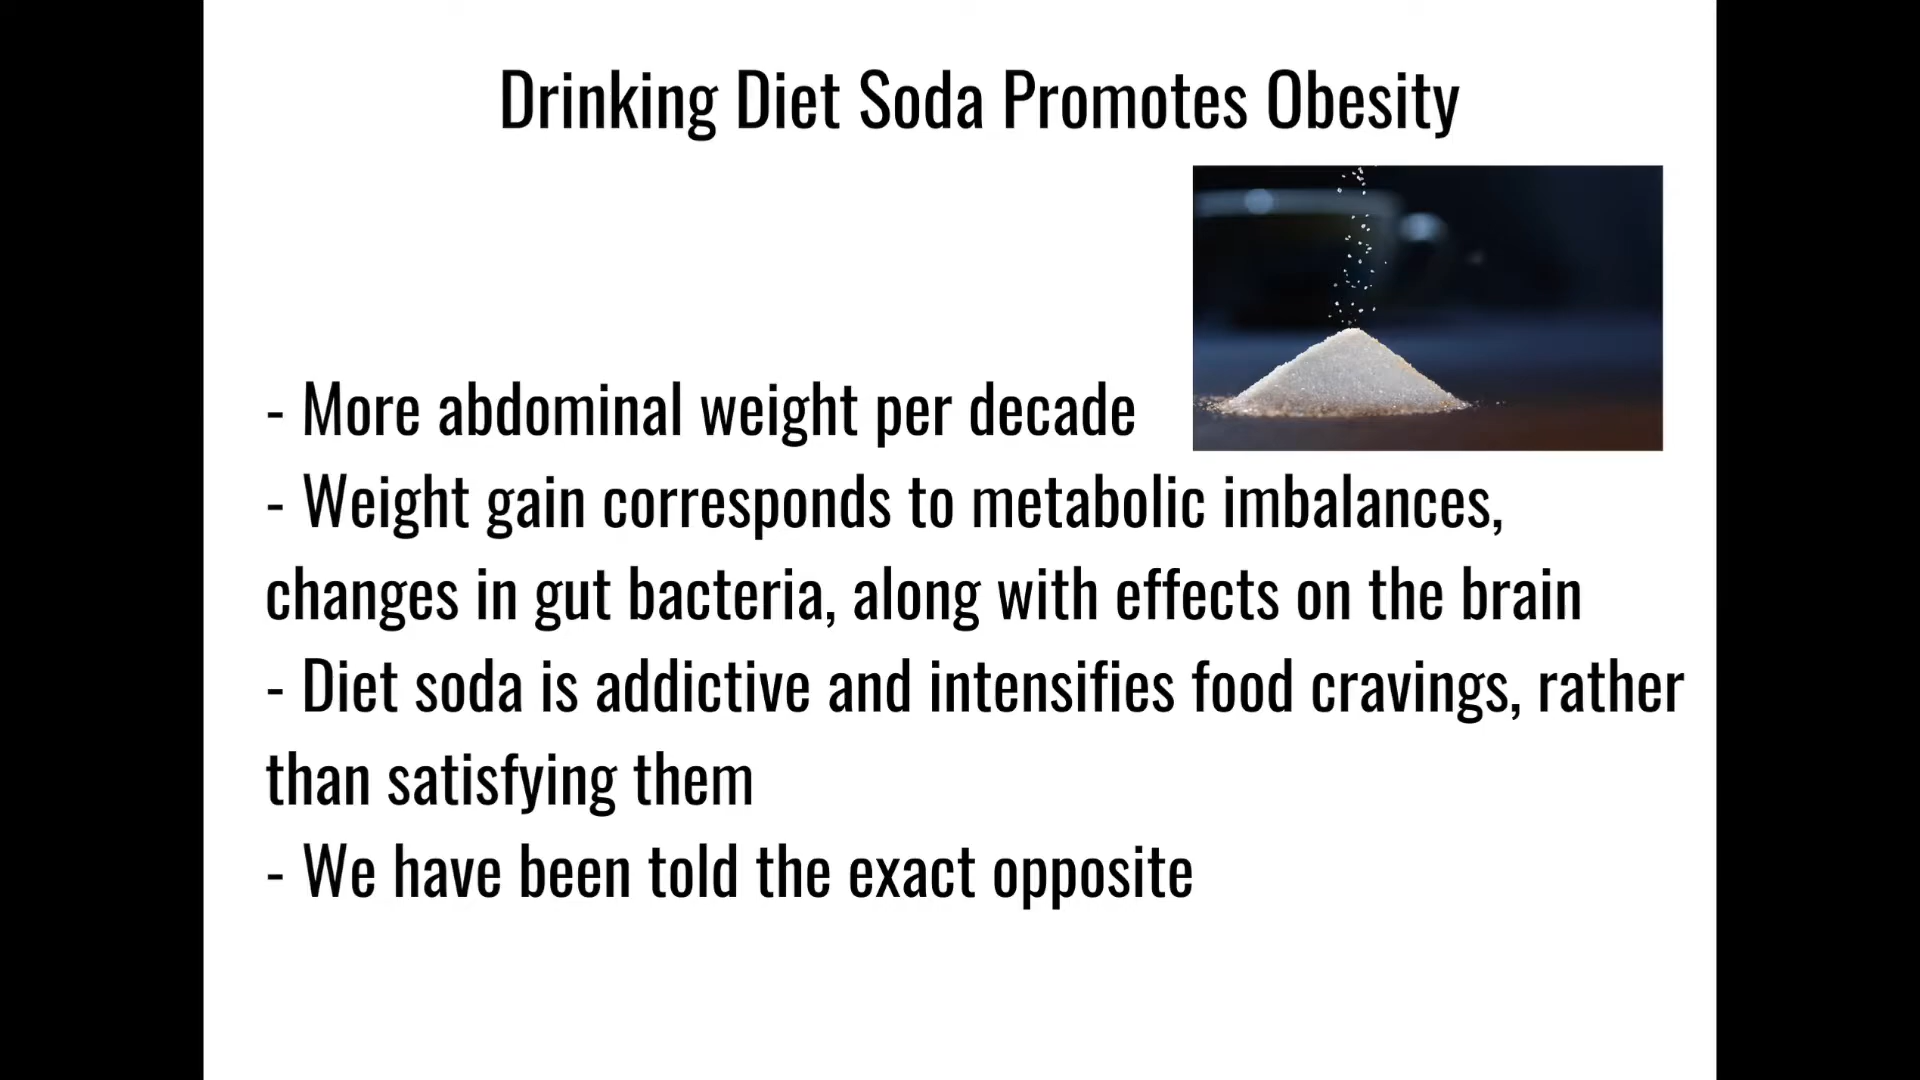 Drinking Diet Soda Promotes Obesity
- More abdominal weight per decade
- Weight gain corresponds to metabolic imbalances,
changes in gut bacteria, along with effects on the brain
- Diet soda is addictive and intensifies food cravings, rather
than satisfying them
- We have been told the exact opposite